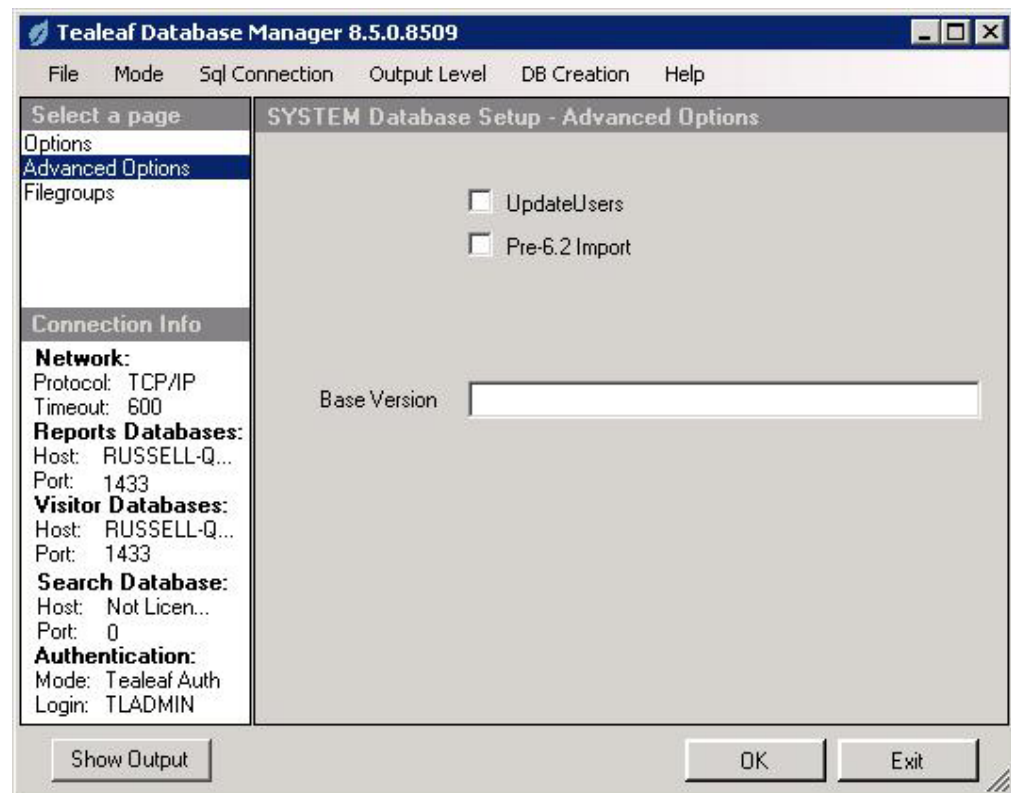 Tealeaf Database Manager 8.5.0.8509
File Mode Sql Connection Output Level DB Creation Help
Select a page
Options
Advanced Options
Filegroups
Connection Info
Network:
Protocol: TCP/IP
Timeout: 600
Reports Databases:
Host: RUSSELL-Q...
Port: 1433
Visitor Databases:
Host: RUSSELL-Q...
Port: 1433
Search Database:
Host: Not Licen...
Port: 0
Authentication:
Mode: Tealeaf Auth
Login: TLADMIN
SYSTEM Database Setup - Advanced Options
UpdateUsers
Pre-6.2 Import
Base Version
Show Output
OK
Exit